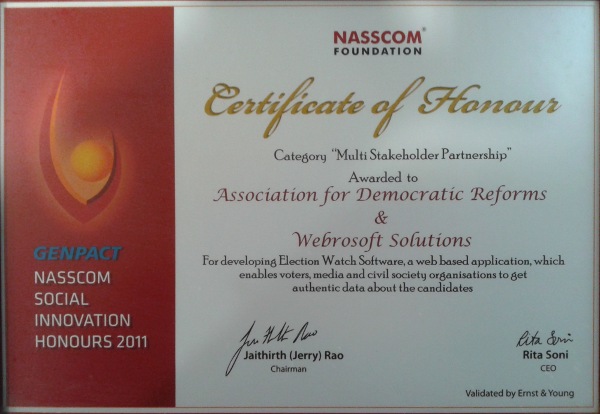 NASSCOM®
FOUNDATION
Certificate of Honour
Category "Multi Stakeholder Partnership"
Awarded to
Association for Democratic Reforms
&
Webrosoft Solutions
For developing Election Watch Software, a web based application, which
enables voters, media and civil society organisations to get
authentic data about the candidates
GENPACT
NASSCOM
SOCIAL
INNOVATION
HONOURS 2011
Jaithirth (Jerry) Rao
Chairman
Rita Soni
Rita Soni
CEO
Validated by Ernst & Young